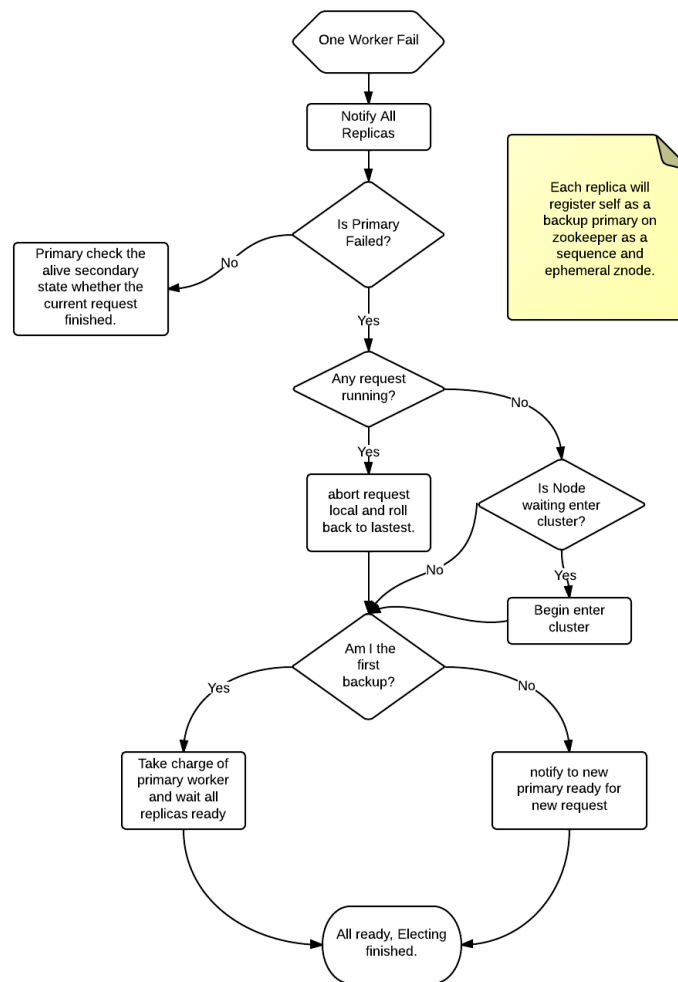 One Worker Fail
Notify All
Replicas
Each replica will
register self as a
backup primary on
zookeeper as a
sequence and
ephemeral znode.
Is Primary
Failed?
No
Primary check the
alive secondary
state whether the
current request
finished.
Yes
Any request
running?
No
Yes
abort request
local and roll
back to lastest.
Is Node
waiting enter
cluster?
No
Yes
Begin enter
cluster
Am I the
first
backup?
Yes
No
Take charge of
primary worker
and wait all
replicas ready
notify to new
primary ready for
new request
All ready, Electing
finished.